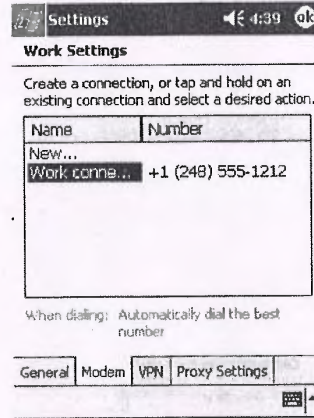 Settings 4:39 ok
Work Settings
Create a connection, or tap and hold on an
existing connection and select a desired action.
Name Number
New...
Work conne... +1 (248) 555-1212
When dialing: Automatically dial the best
number
General Modem VPN Proxy Settings